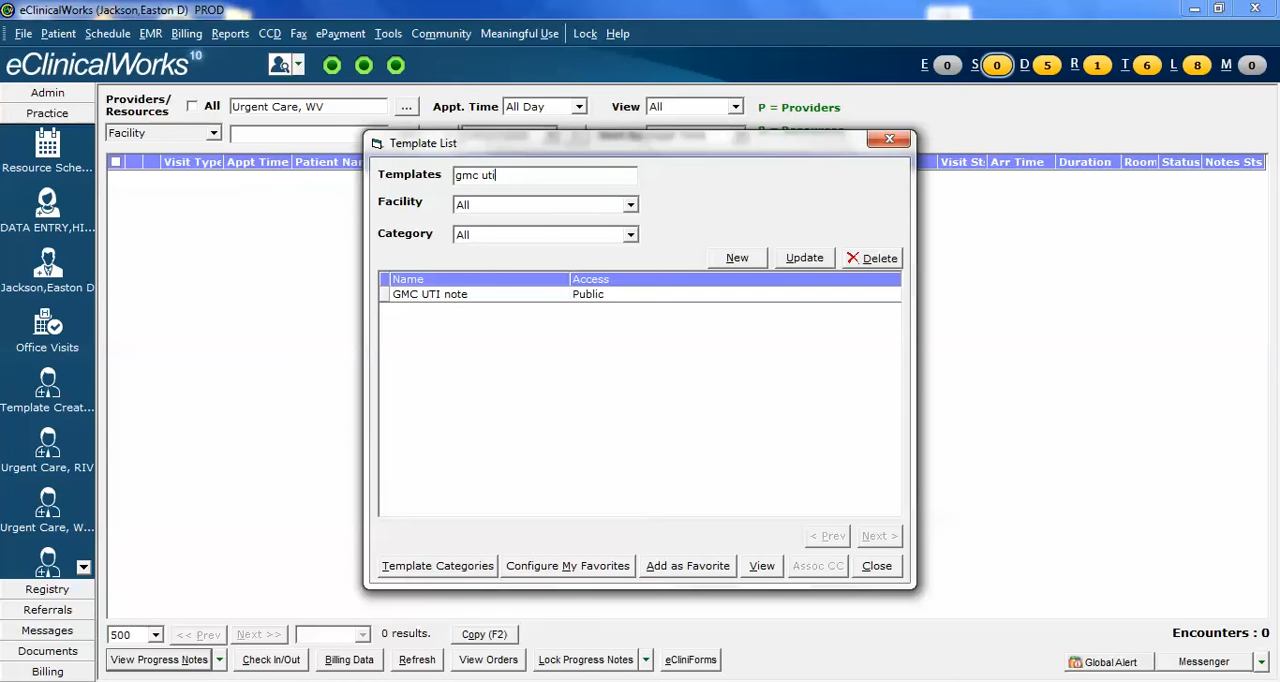 eClinicalWorks (Jackson,Easton D) PROD
File Patient Schedule EMR Billing Reports CCD Fax ePayment Tools Community Meaningful Use Lock Help
eClinicalWorks 10
E 0 S 0 D 5 R 1 T 6 L 8 M 0
Admin
Practice
Resource Sche...
DATA ENTRY,HI...
Jackson,Easton D
Office Visits
Template Creat...
Urgent Care, RIV
Urgent Care, W...
Registry
Referrals
Messages
Documents
Billing
Providers/ Resources All Urgent Care, WV ... Appt. Time All Day View All P = Providers
Facility
Visit Type Appt Time Patient Na Visit St Arr Time Duration Room Status Notes Sts
Template List
Templates gmc uti
Facility All
Category All
New Update Delete
Name Access
GMC UTI note Public
< Prev Next >
Template Categories Configure My Favorites Add as Favorite View Assoc CC Close
500 << Prev Next >> 0 results. Copy (F2) Encounters : 0
View Progress Notes Check In/Out Billing Data Refresh View Orders Lock Progress Notes eCliniForms Global Alert Messenger